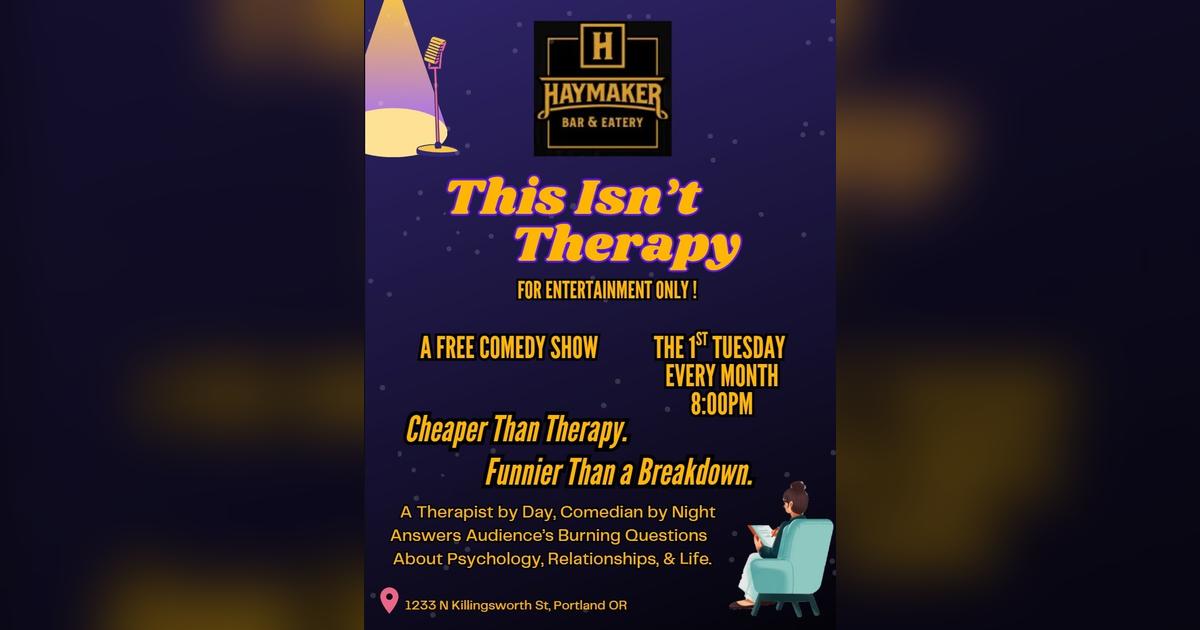 H
HAYMAKER
BAR & EATERY
This Isn't
Therapy
FOR ENTERTAINMENT ONLY !
A FREE COMEDY SHOW
THE 1ST TUESDAY
EVERY MONTH
8:00PM
Cheaper Than Therapy.
Funnier Than a Breakdown.
A Therapist by Day, Comedian by Night
Answers Audience's Burning Questions
About Psychology, Relationships, & Life.
1233 N Killingsworth St, Portland OR